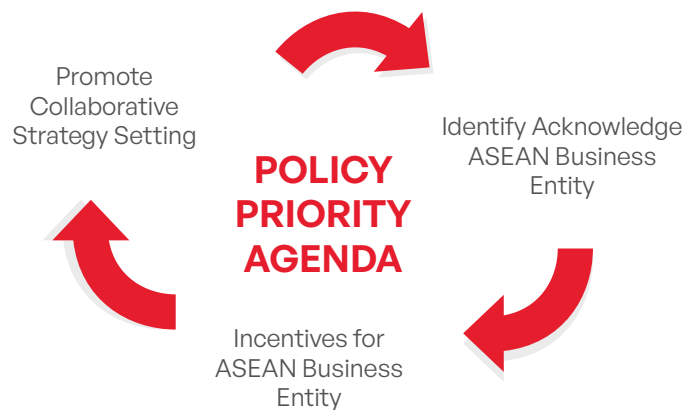 Promote
Collaborative
Strategy Setting
Identify Acknowledge
ASEAN Business
Entity
POLICY
PRIORITY
AGENDA
Incentives for
ASEAN Business
Entity